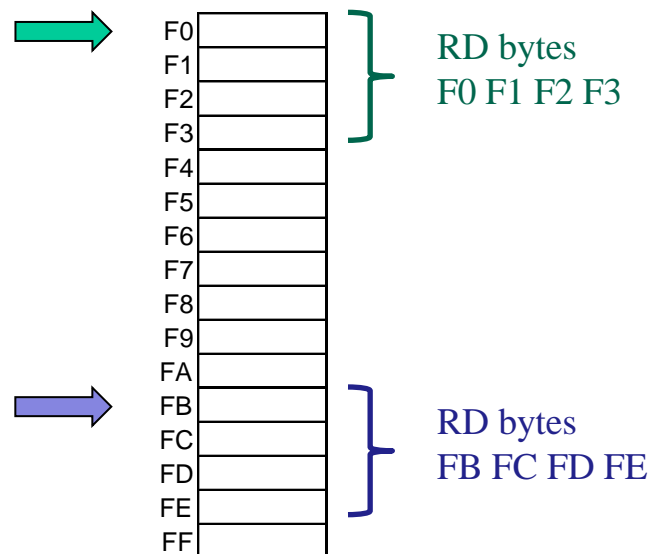 F0
F1
F2
F3
F4
F5
F6
F7
F8
F9
FA
FB
FC
FD
FE
FF
RD bytes
F0 F1 F2 F3
RD bytes
FB FC FD FE